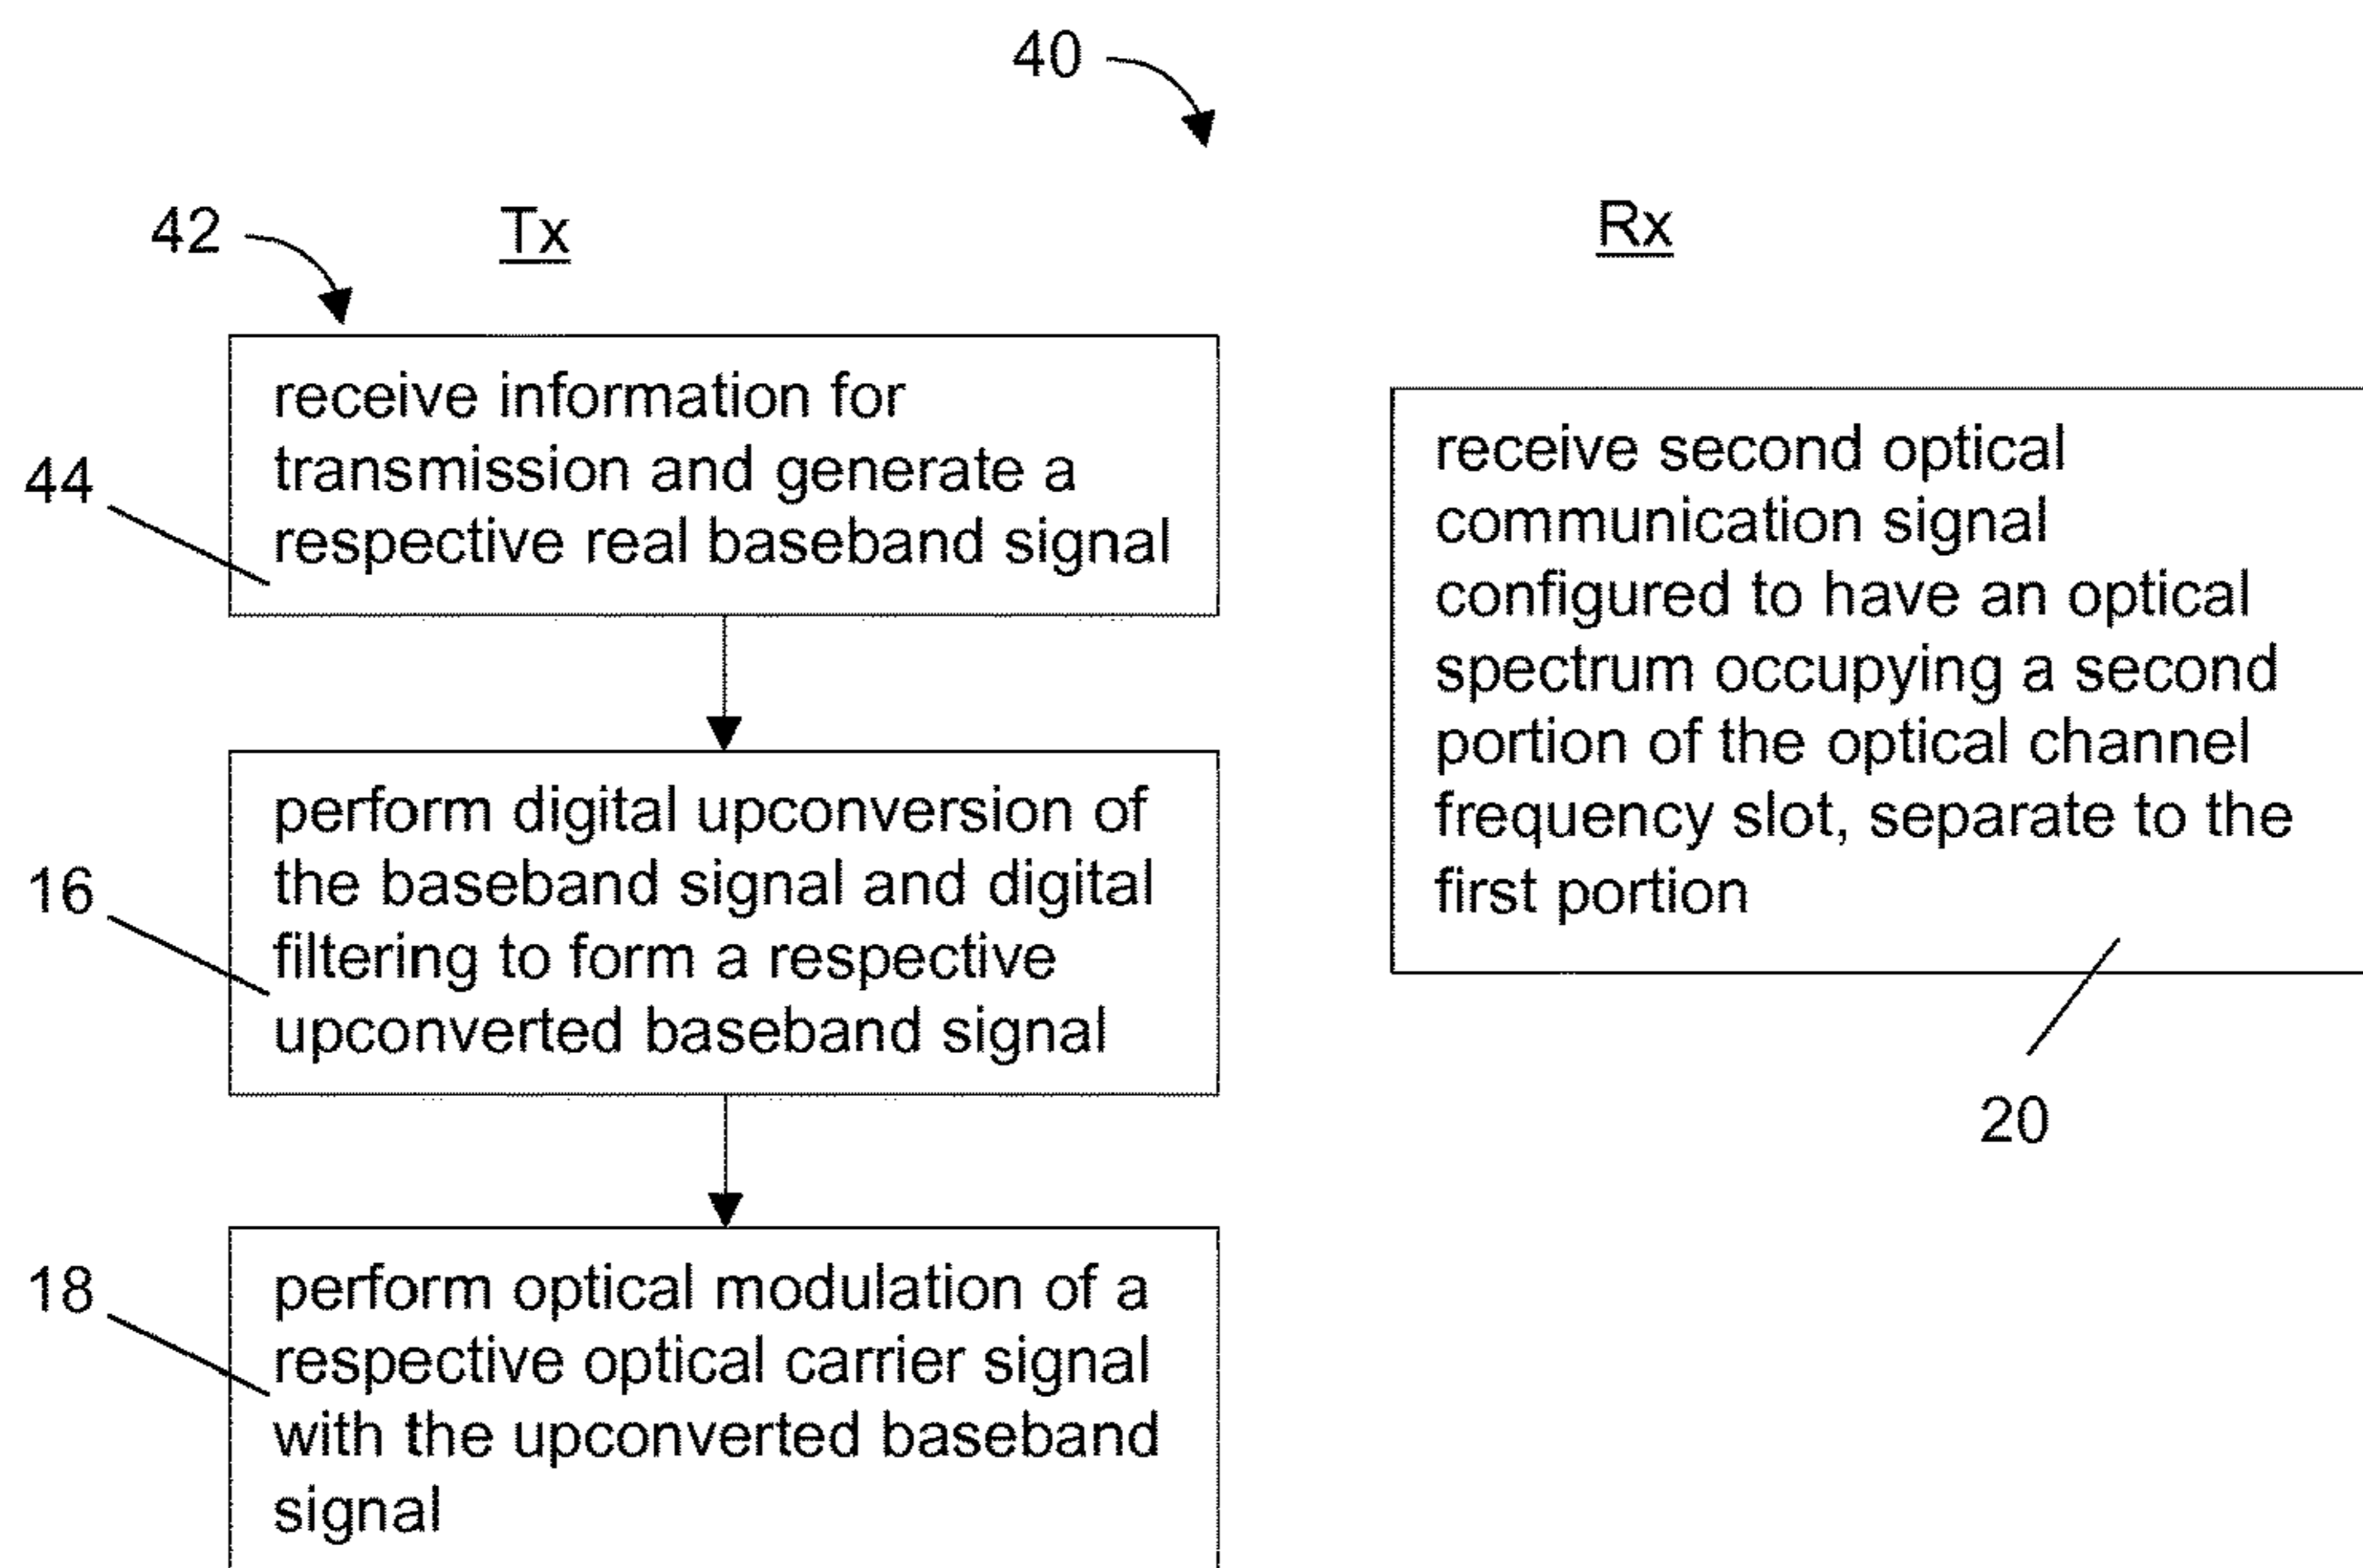 40
42
Tx
Rx
receive information for
transmission and generate a
respective real baseband signal
44
perform digital upconversion of
the baseband signal and digital
filtering to form a respective
upconverted baseband signal
16
perform optical modulation of a
respective optical carrier signal
with the upconverted baseband
signal
18
receive second optical
communication signal
configured to have an optical
spectrum occupying a second
portion of the optical channel
frequency slot, separate to the
first portion
20